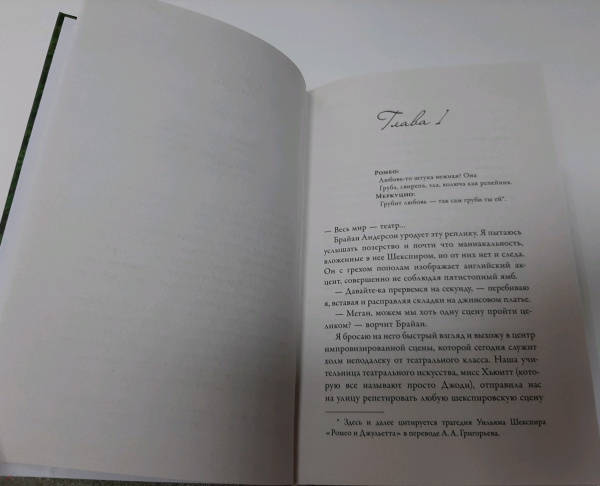 Глава 1
Ромео:
Любовь-то штука нежная? Она
Груба, свирепа, зла, колюча как репейник.
Меркуцио:
Грубит любовь — так сам груби ты ей*.
— Весь мир — театр...
Брайан Андерсон уродует эту реплику. Я пытаюсь
услышать позерство и почти что маниакальность,
вложенные в нее Шекспиром, но от них нет и следа.
Он с грехом пополам изображает английский ак-
цент, совершенно не соблюдая пятистопный ямб.
— Давайте-ка прервемся на секунду, — перебиваю
я, вставая и расправляя складки на джинсовом платье.
— Меган, можем мы хоть одну сцену пройти це-
ликом? — ворчит Брайан.
Я бросаю на него быстрый взгляд и выхожу в центр
импровизированной сцены, которой сегодня служит
холм неподалеку от театрального класса. Наша учи-
тельница театрального искусства, мисс Хьюитт (кото-
рую все называют просто Джоди), отправила нас
на улицу репетировать любую шекспировскую сцену
* Здесь и далее цитируется трагедия Уильяма Шекспира
«Ромео и Джульетта» в переводе А. А. Григорьева.